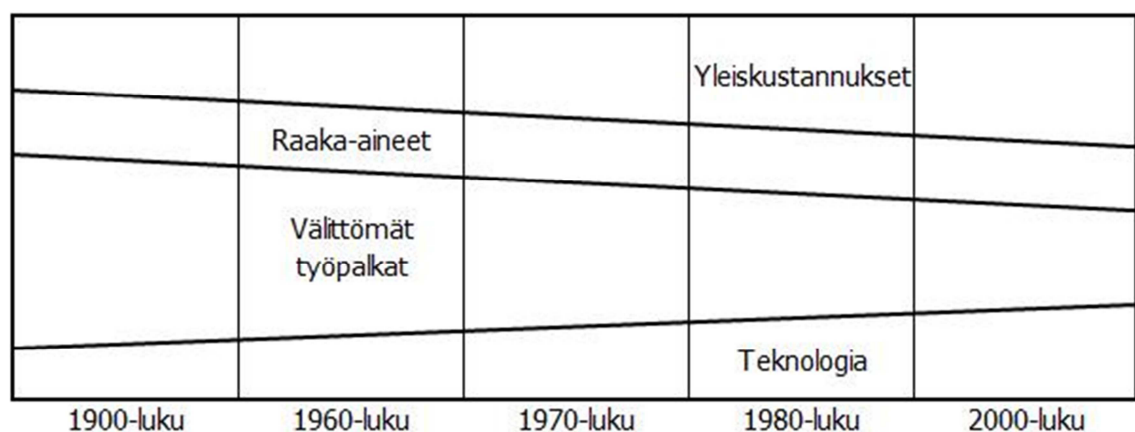 Yleiskustannukset
Raaka-aineet
Välittömät
työpalkat
Teknologia
1900-luku 1960-luku 1970-luku 1980-luku 2000-luku